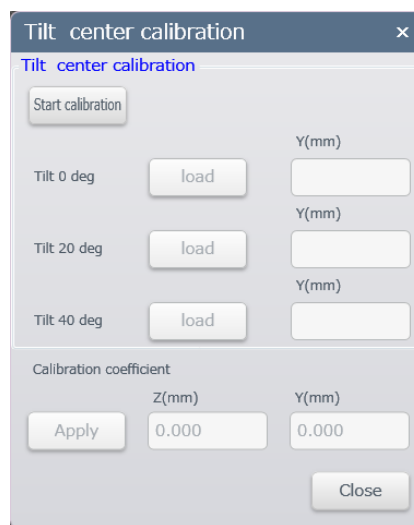 Tilt center calibration ×
Tilt center calibration
Start calibration
Y(mm)
Tilt 0 deg load
Y(mm)
Tilt 20 deg load
Y(mm)
Tilt 40 deg load
Calibration coefficient
Z(mm) Y(mm)
Apply 0.000 0.000
Close